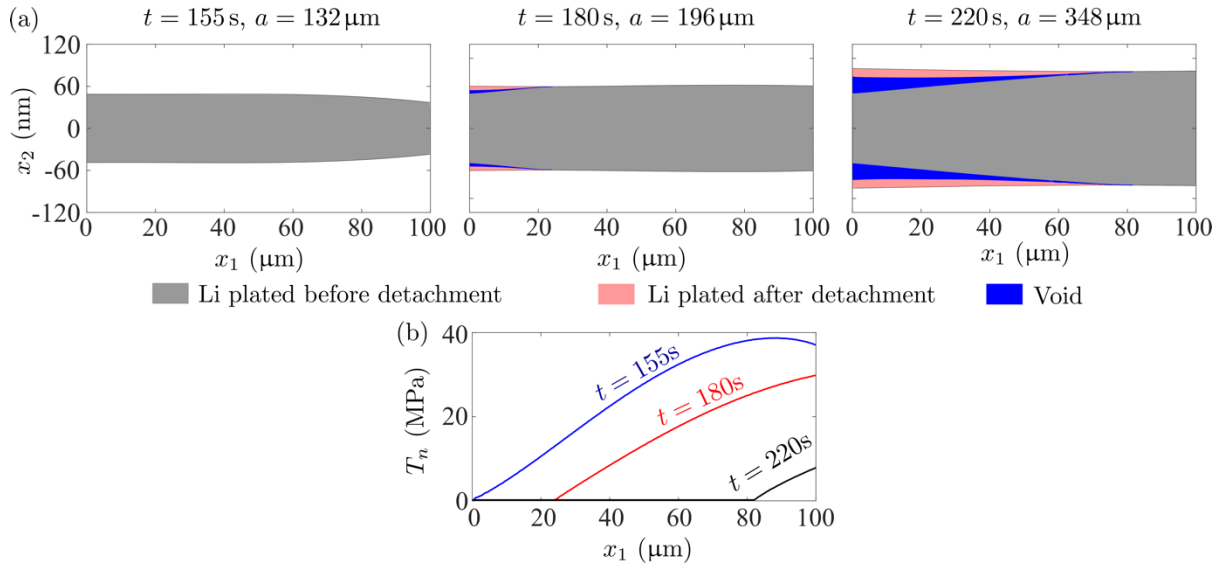 (a)
t = 155 s, a = 132 μm
t = 180 s, a = 196 μm
t = 220 s, a = 348 μm
x₂ (nm)
120
60
0
-60
-120
0 20 40 60 80 100
0 20 40 60 80 100
0 20 40 60 80 100
x₁ (μm)
x₁ (μm)
x₁ (μm)
Li plated before detachment
Li plated after detachment
Void
(b)
Tₙ (MPa)
40
20
0
t = 155s
t = 180s
t = 220s
0 20 40 60 80 100
x₁ (μm)